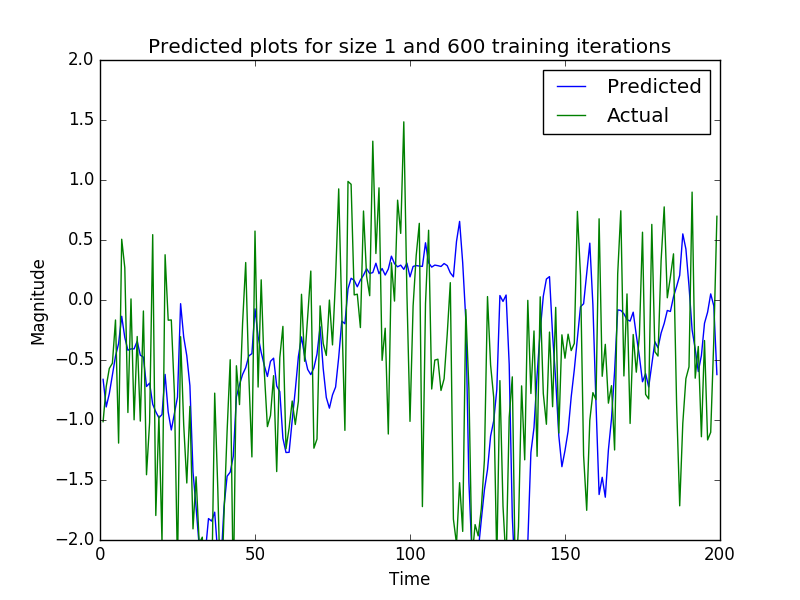 Predicted plots for size 1 and 600 training iterations
2.0
1.5
1.0
0.5
0.0
−0.5
−1.0
−1.5
−2.0
Magnitude
Predicted
Actual
0
50
100
150
200
Time